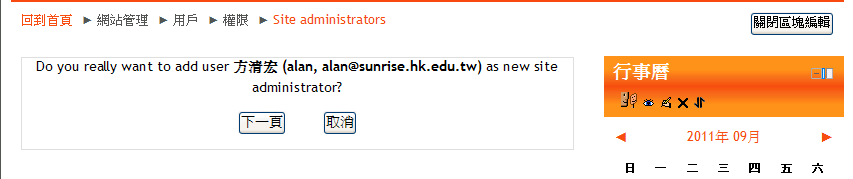 回到首頁 ► 網站管理 ► 用戶 ► 權限 ► Site administrators
關閉區塊編輯
Do you really want to add user 方清宏 (alan, alan@sunrise.hk.edu.tw) as new site
administrator?
下一頁 取消
行事曆
◄ 2011年 09月 ►
日 一 二 三 四 五 六